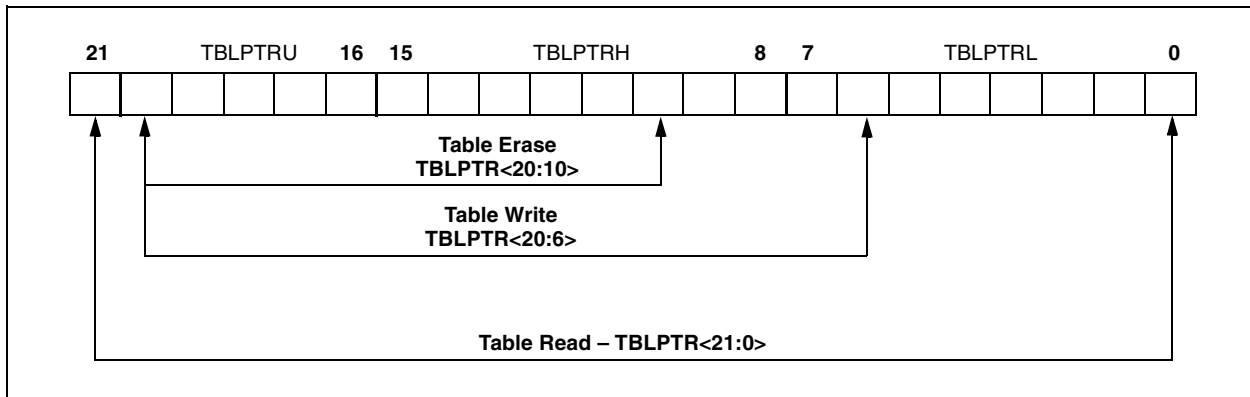 21 TBLPTRU 16 15 TBLPTRH 8 7 TBLPTRL 0
Table Erase
TBLPTR<20:10>
Table Write
TBLPTR<20:6>
Table Read – TBLPTR<21:0>